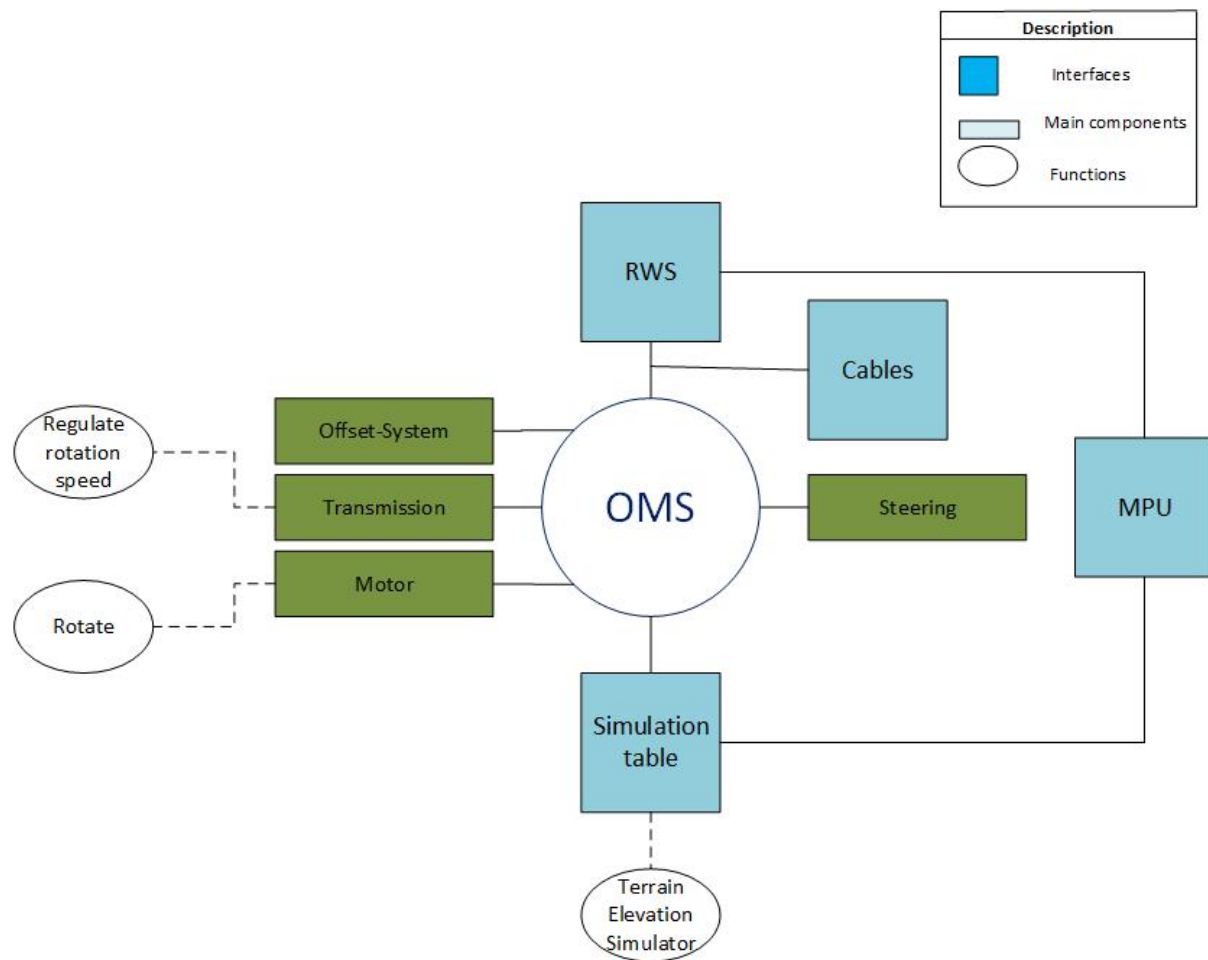 Description
Interfaces
Main components
Functions
RWS
Cables
Regulate
rotation
speed
Offset-System
Transmission
OMS
Steering
MPU
Motor
Rotate
Simulation
table
Terrain
Elevation
Simulator